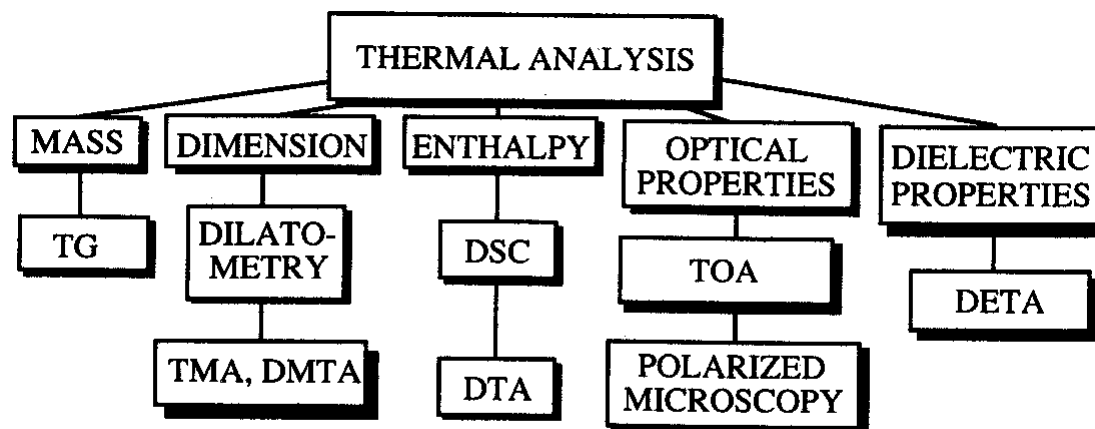 THERMAL ANALYSIS
MASS
DIMENSION
ENTHALPY
OPTICAL
PROPERTIES
DIELECTRIC
PROPERTIES
TG
DILATO-
METRY
DSC
TOA
DETA
TMA, DMTA
DTA
POLARIZED
MICROSCOPY